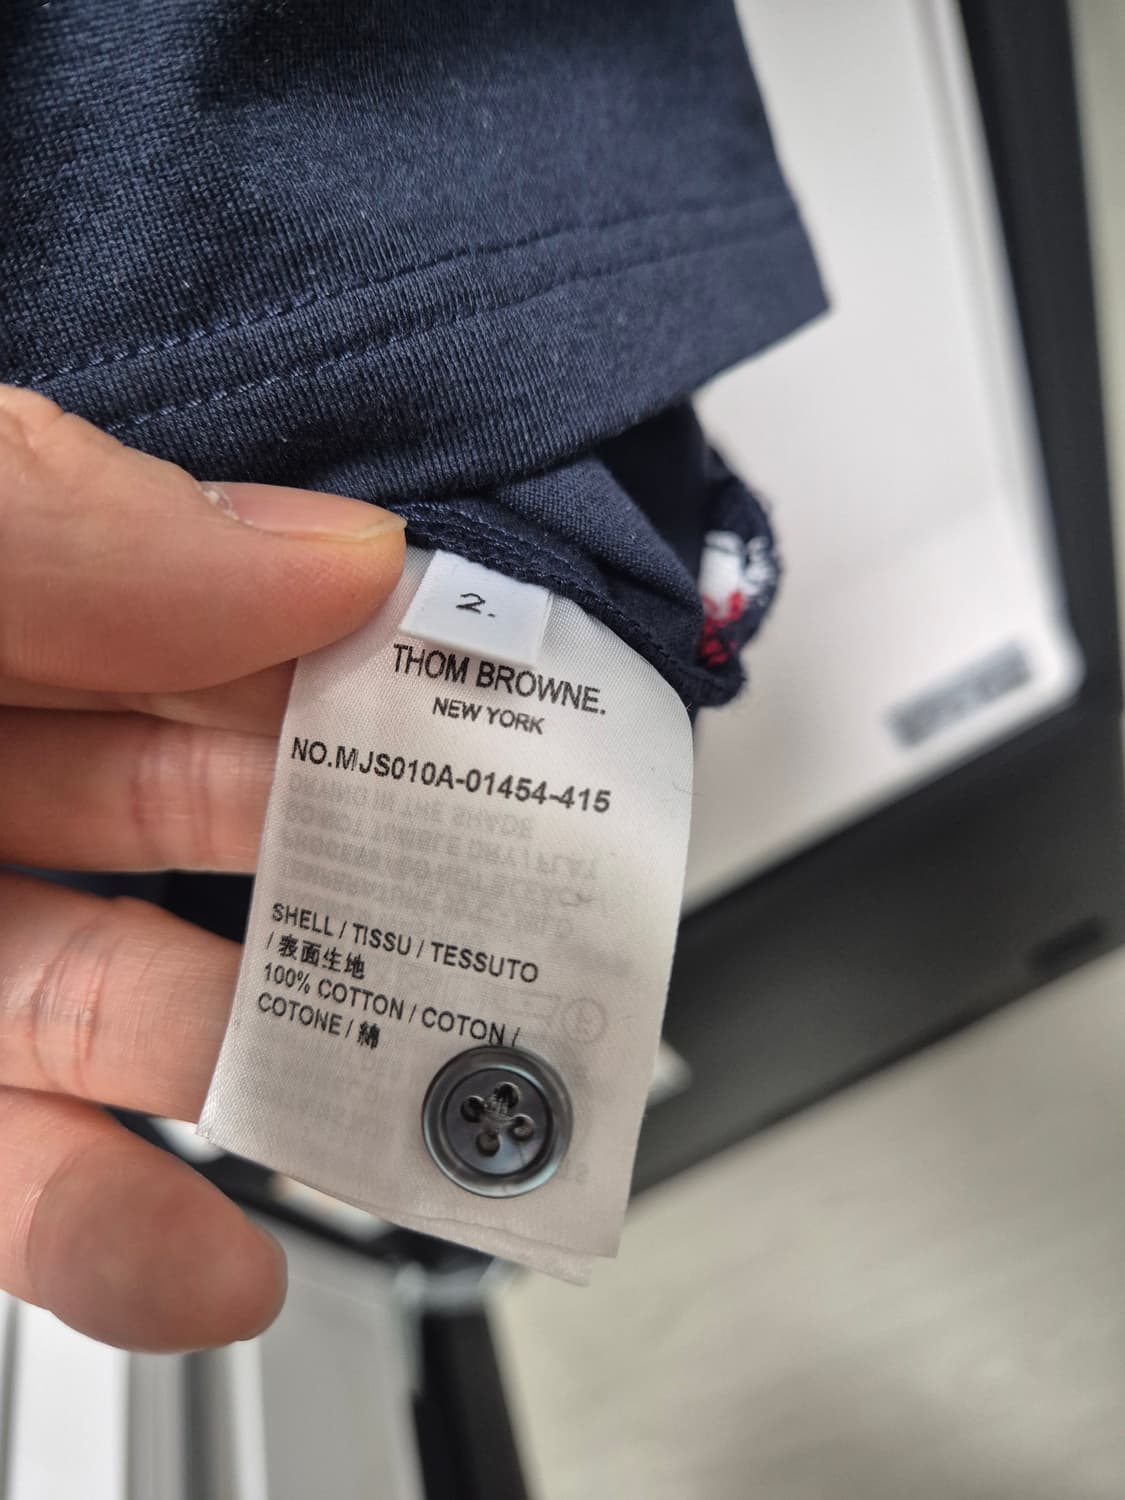 2.
THOM BROWNE.
NEW YORK
NO.MJS010A-01454-415
SHELL / TISSU / TESSUTO
/ 表面生地
100% COTTON / COTON /
COTONE / 綿